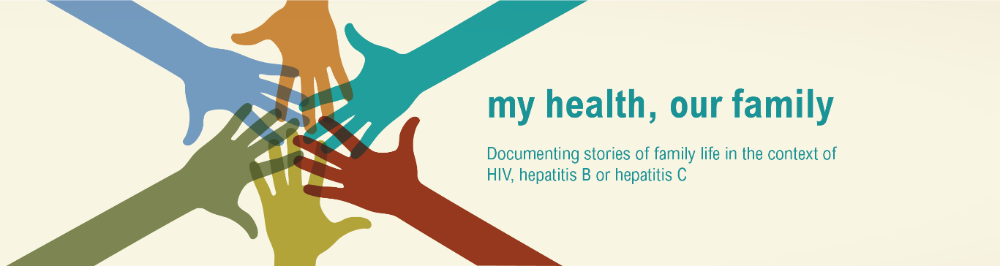 my health, our family
Documenting stories of family life in the context of
HIV, hepatitis B or hepatitis C